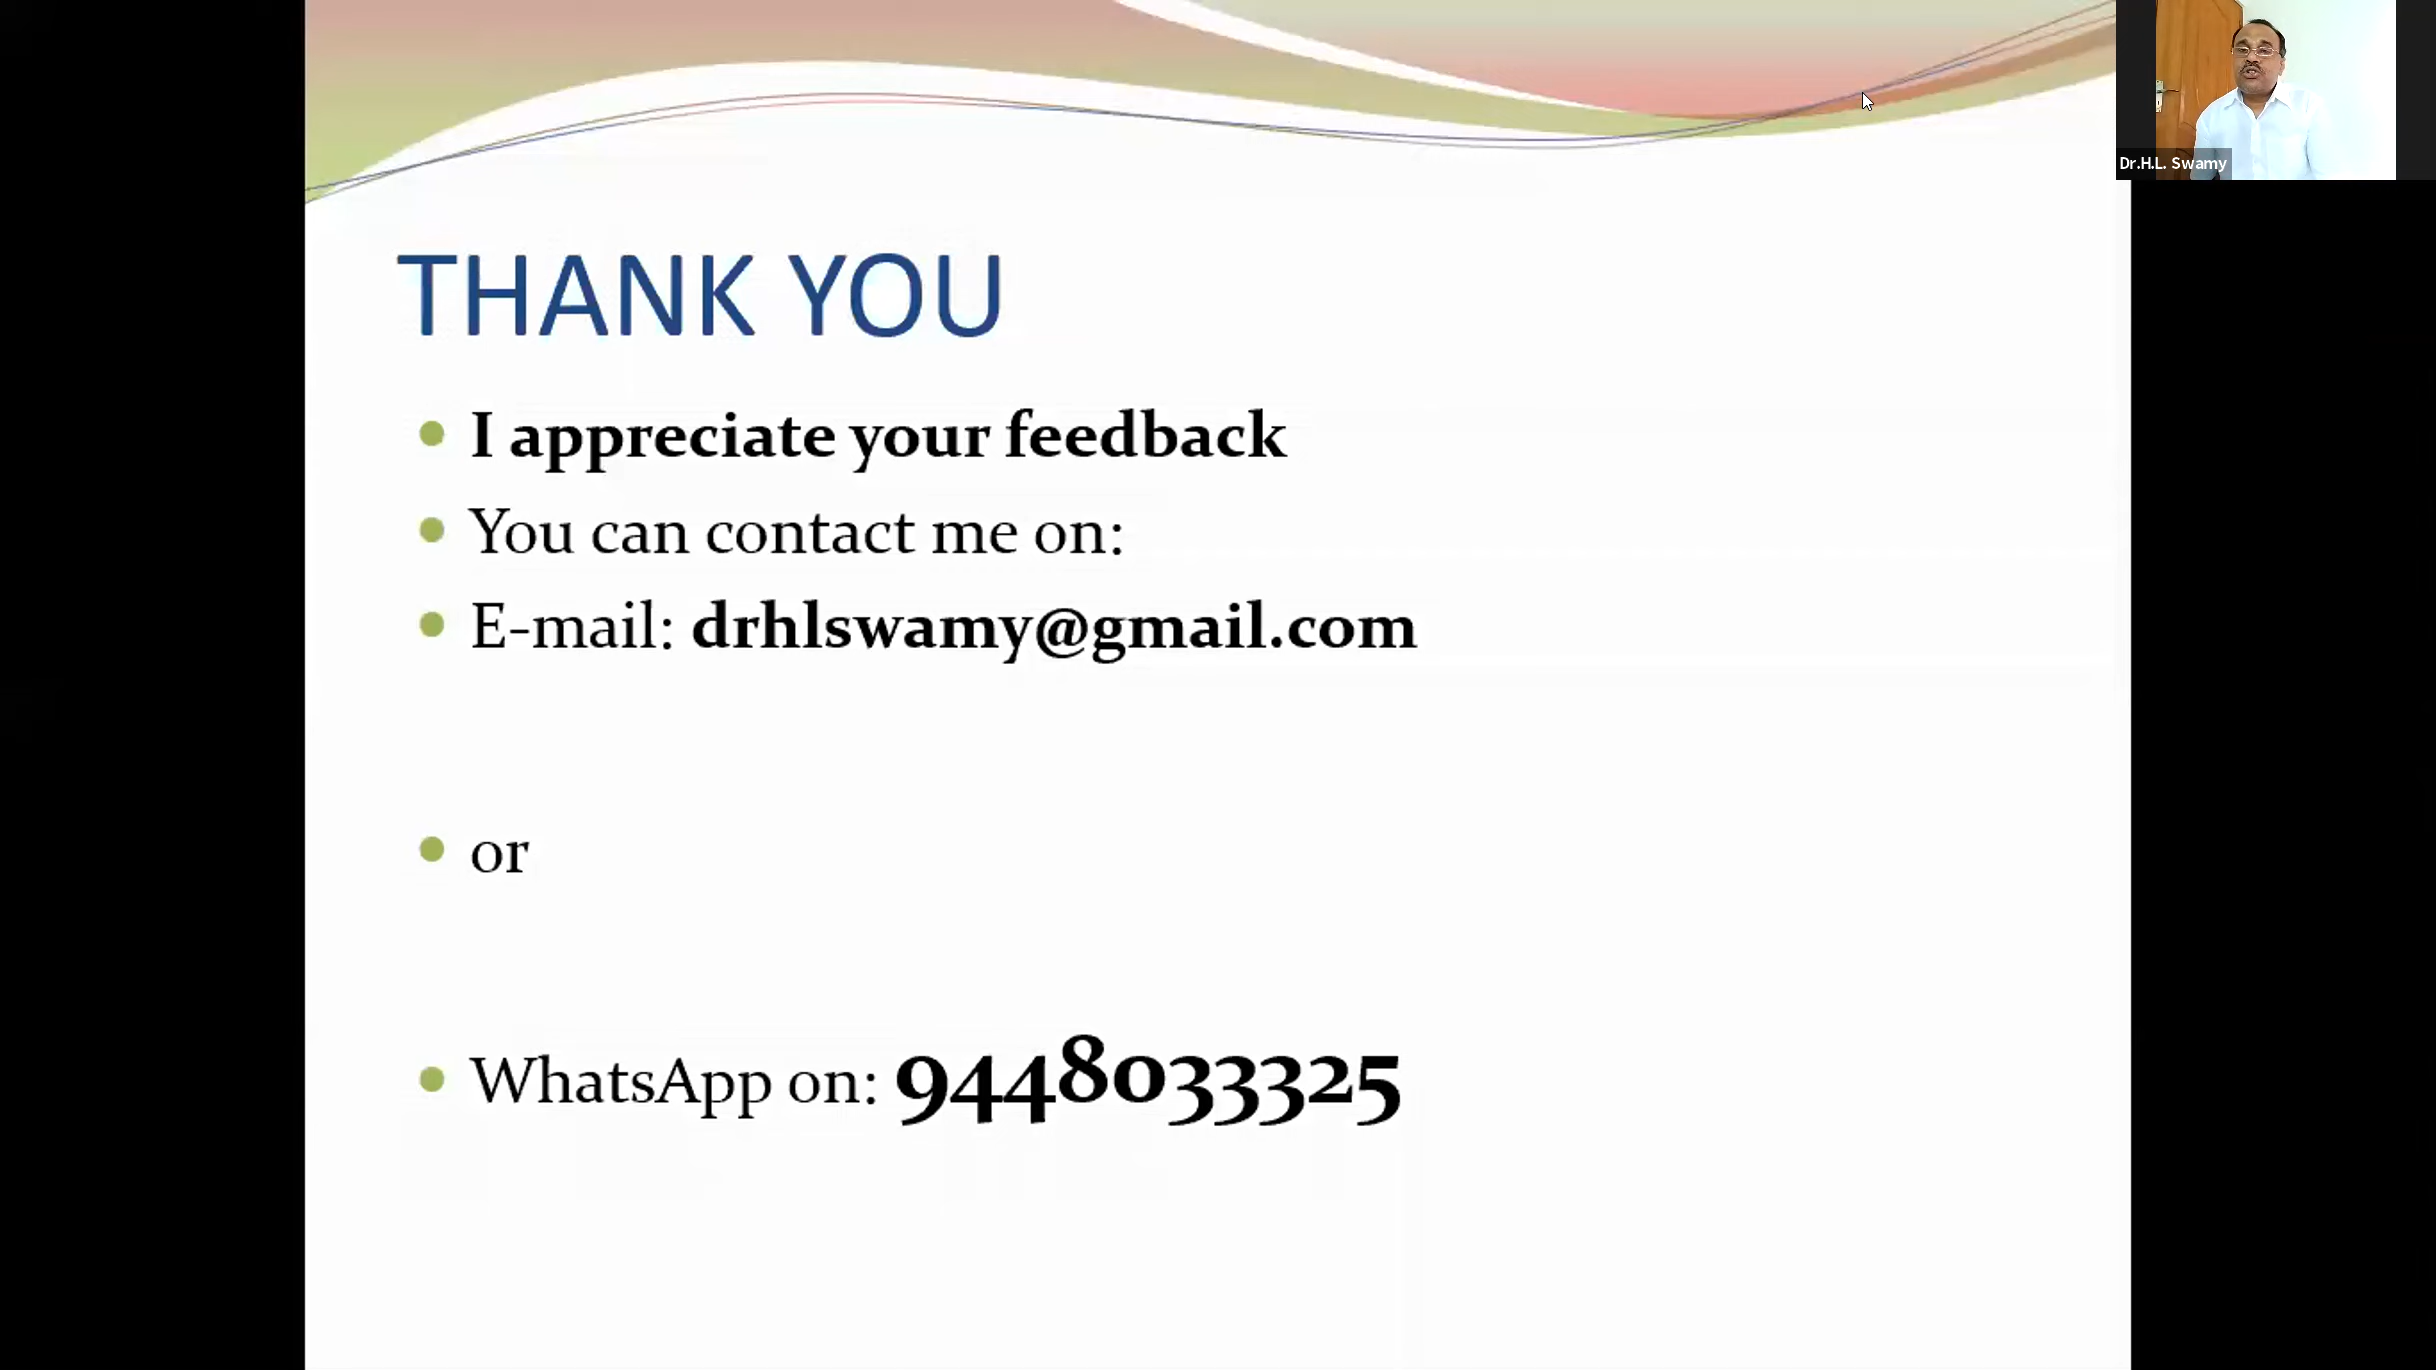 Dr.H.L. Swamy
THANK YOU
I appreciate your feedback
You can contact me on:
E-mail: drhlswamy@gmail.com
or
WhatsApp on: 9448033325